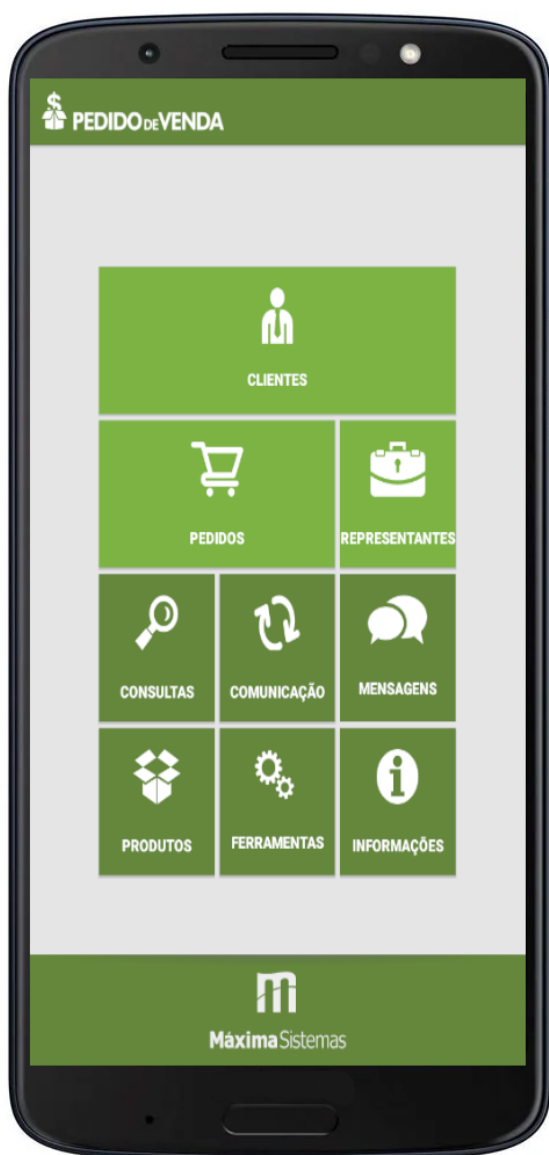 PEDIDO DE VENDA
CLIENTES
PEDIDOS
REPRESENTANTES
CONSULTAS
COMUNICAÇÃO
MENSAGENS
PRODUTOS
FERRAMENTAS
INFORMAÇÕES
Máxima Sistemas